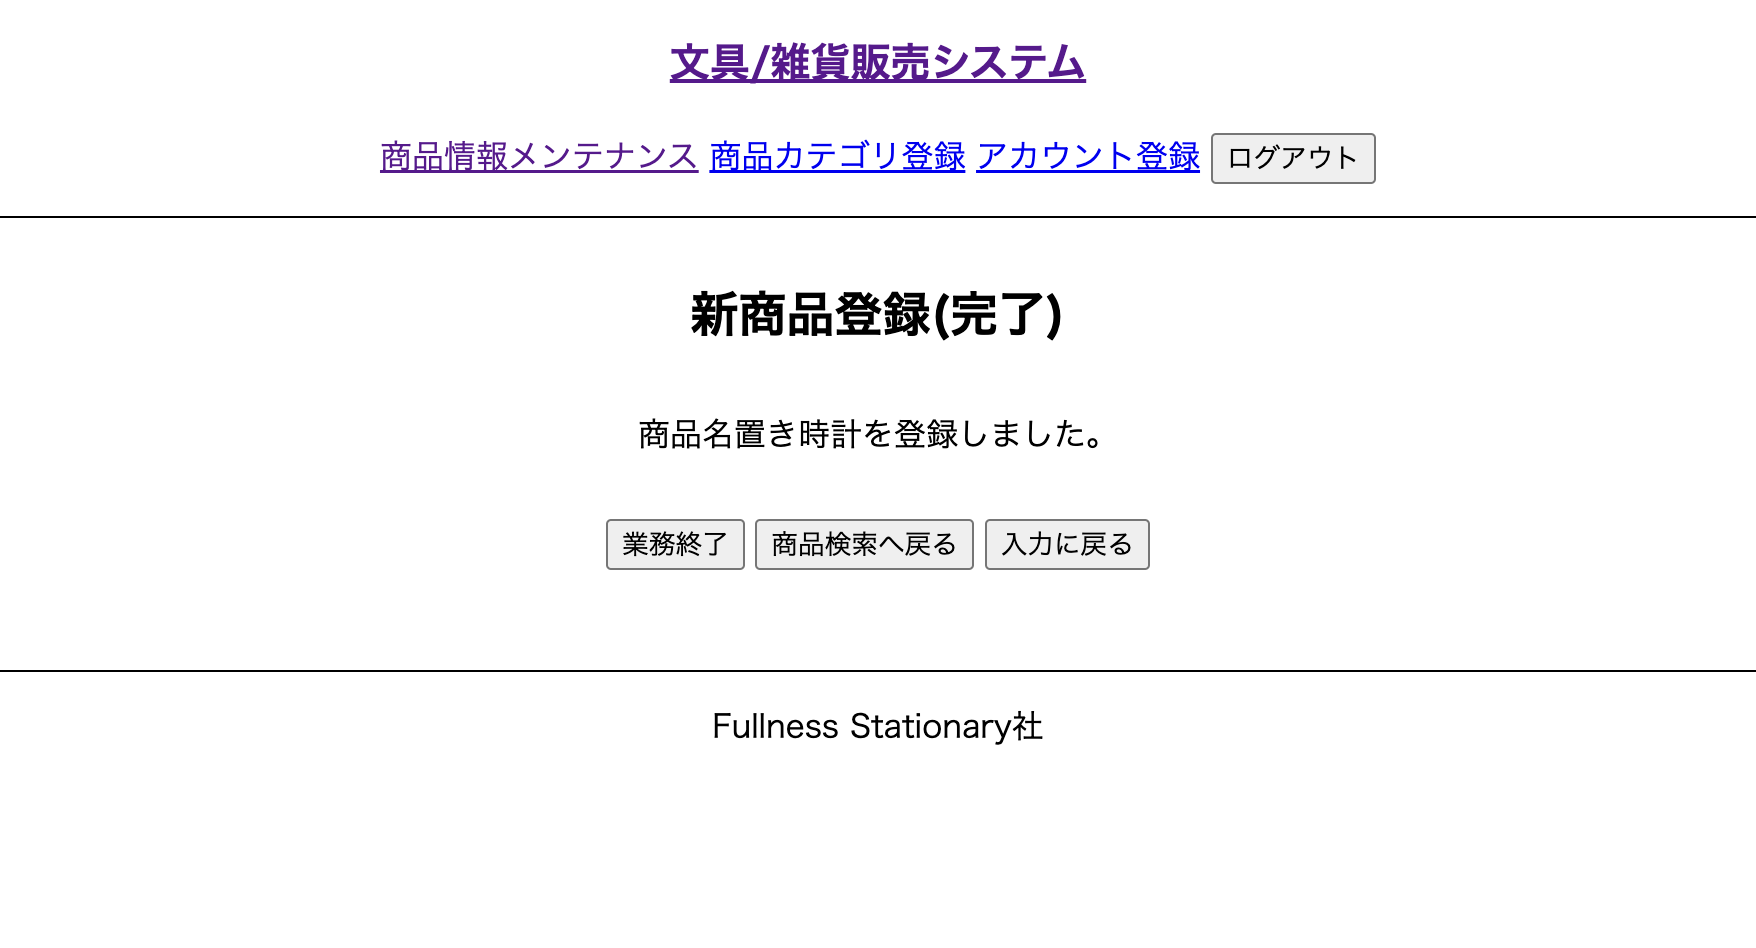 文具/雑貨販売システム
商品情報メンテナンス 商品カテゴリ登録 アカウント登録 ログアウト
新商品登録(完了)
商品名置き時計を登録しました。
業務終了 商品検索へ戻る 入力に戻る
Fullness Stationary社